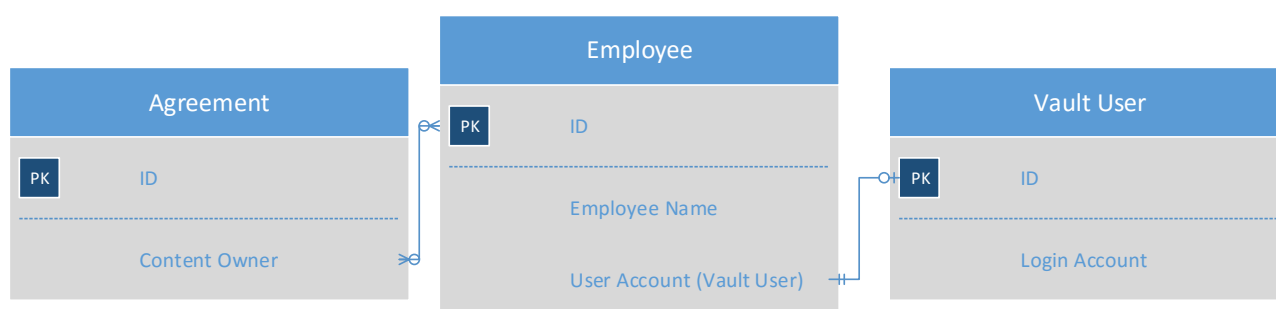 Agreement
PK ID
Content Owner
Employee
PK ID
Employee Name
User Account (Vault User)
Vault User
PK ID
Login Account